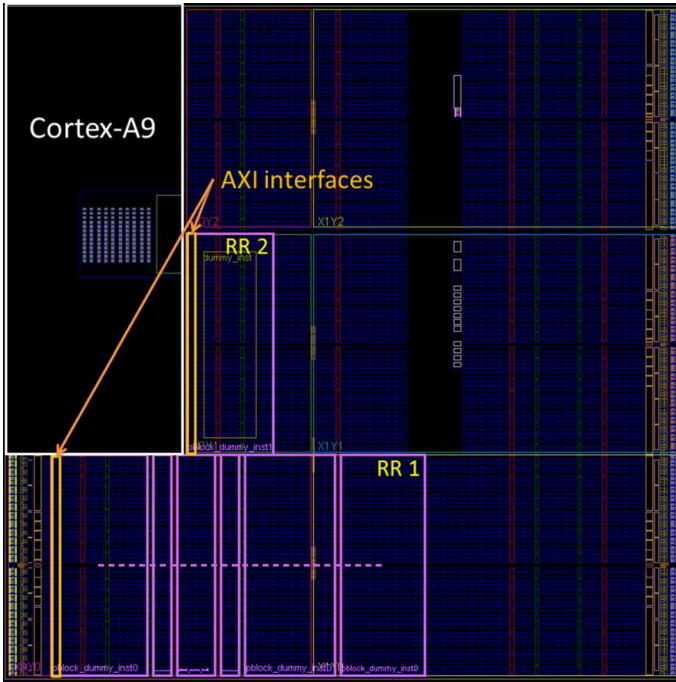 Cortex-A9
AXI interfaces
X1Y2
RR 2
dummy_inst
pblock_dummy_inst1
X1Y1
RR 1
pblock_dummy_inst0
pblock_dummy_inst0
pblock_dummy_inst0